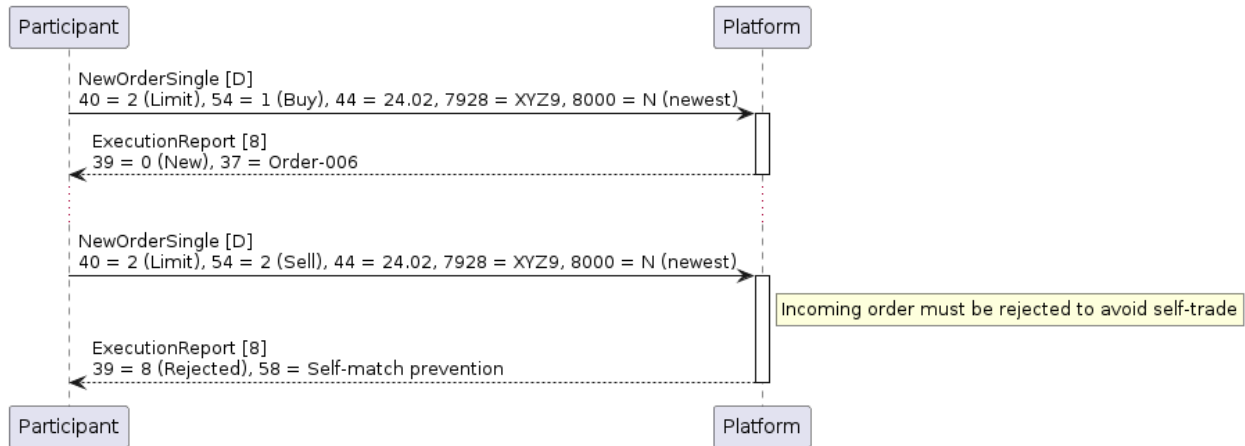 Participant
Platform
NewOrderSingle [D]
40 = 2 (Limit), 54 = 1 (Buy), 44 = 24.02, 7928 = XYZ9, 8000 = N (newest)
ExecutionReport [8]
39 = 0 (New), 37 = Order-006
NewOrderSingle [D]
40 = 2 (Limit), 54 = 2 (Sell), 44 = 24.02, 7928 = XYZ9, 8000 = N (newest)
Incoming order must be rejected to avoid self-trade
ExecutionReport [8]
39 = 8 (Rejected), 58 = Self-match prevention
Participant
Platform